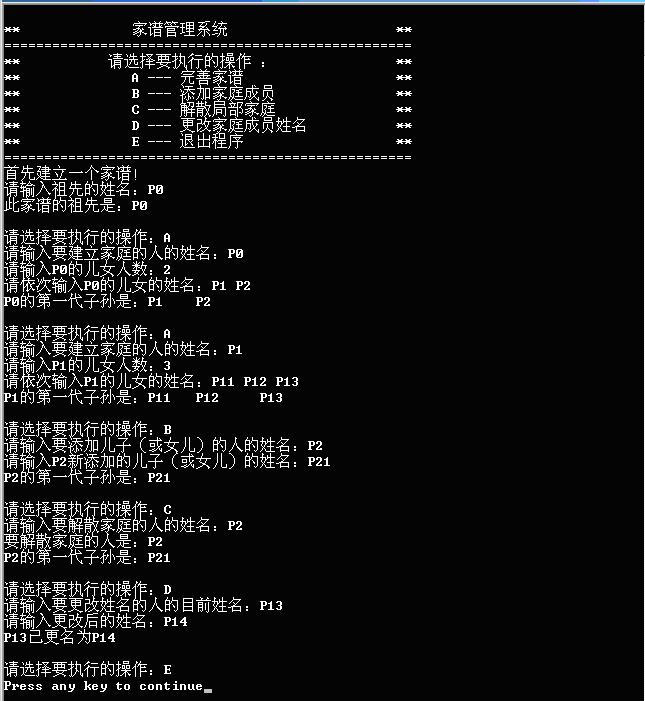 ** 家谱管理系统 **
====================================================
** 请选择要执行的操作 : **
** A --- 完善家谱 **
** B --- 添加家庭成员 **
** C --- 解散局部家庭 **
** D --- 更改家庭成员姓名 **
** E --- 退出程序 **
====================================================
首先建立一个家谱!
请输入祖先的姓名: P0
此家谱的祖先是: P0
请选择要执行的操作: A
请输入要建立家庭的人的姓名: P0
请输入P0的儿女人数: 2
请依次输入P0的儿女的姓名: P1 P2
P0的第一代子孙是: P1 P2
请选择要执行的操作: A
请输入要建立家庭的人的姓名: P1
请输入P1的儿女人数: 3
请依次输入P1的儿女的姓名: P11 P12 P13
P1的第一代子孙是: P11 P12 P13
请选择要执行的操作: B
请输入要添加儿子（或女儿）的人的姓名: P2
请输入P2新添加的儿子（或女儿）的姓名: P21
P2的第一代子孙是: P21
请选择要执行的操作: C
请输入要解散家庭的人的姓名: P2
要解散家庭的人是: P2
P2的第一代子孙是: P21
请选择要执行的操作: D
请输入要更改姓名的人的目前姓名: P13
请输入更改后的姓名: P14
P13已更名为P14
请选择要执行的操作: E
Press any key to continue_